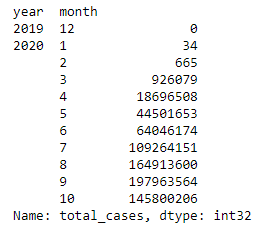 year month
2019 12 0
2020 1 34
2 665
3 926079
4 18696508
5 44501653
6 64046174
7 109264151
8 164913600
9 197963564
10 145800206
Name: total_cases, dtype: int32